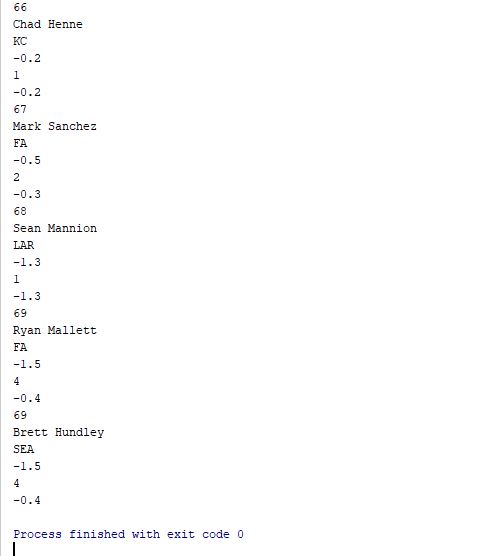 66
Chad Henne
KC
-0.2
1
-0.2
67
Mark Sanchez
FA
-0.5
2
-0.3
68
Sean Mannion
LAR
-1.3
1
-1.3
69
Ryan Mallett
FA
-1.5
4
-0.4
69
Brett Hundley
SEA
-1.5
4
-0.4
Process finished with exit code 0